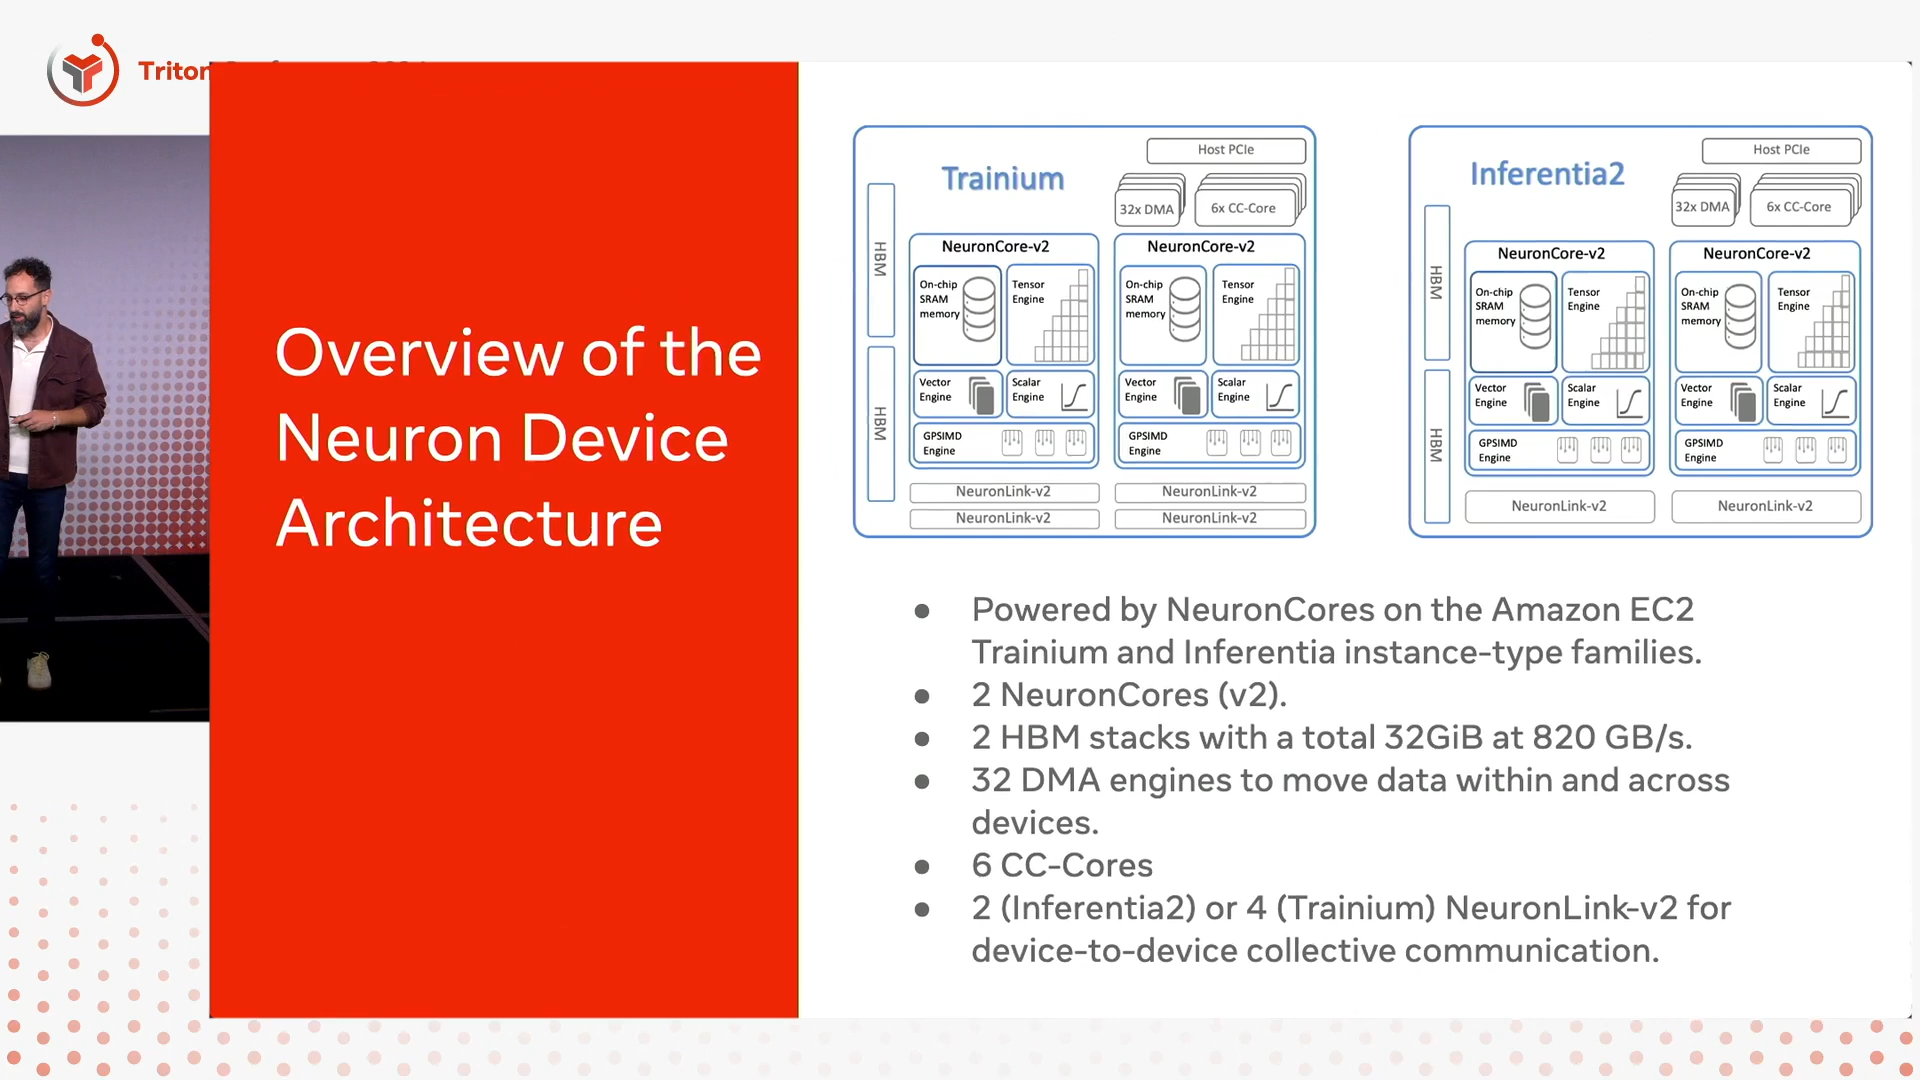 Triton
Overview of the
Neuron Device
Architecture
Trainium
Host PCIe
32x DMA
6x CC-Core
HBM
HBM
NeuronCore-v2
On-chip
SRAM
memory
Tensor
Engine
Vector
Engine
Scalar
Engine
GPSIMD
Engine
NeuronCore-v2
On-chip
SRAM
memory
Tensor
Engine
Vector
Engine
Scalar
Engine
GPSIMD
Engine
NeuronLink-v2
NeuronLink-v2
NeuronLink-v2
NeuronLink-v2
Inferentia2
Host PCIe
32x DMA
6x CC-Core
HBM
HBM
NeuronCore-v2
On-chip
SRAM
memory
Tensor
Engine
Vector
Engine
Scalar
Engine
GPSIMD
Engine
NeuronCore-v2
On-chip
SRAM
memory
Tensor
Engine
Vector
Engine
Scalar
Engine
GPSIMD
Engine
NeuronLink-v2
NeuronLink-v2
● Powered by NeuronCores on the Amazon EC2
Trainium and Inferentia instance-type families.
● 2 NeuronCores (v2).
● 2 HBM stacks with a total 32GiB at 820 GB/s.
● 32 DMA engines to move data within and across
devices.
● 6 CC-Cores
● 2 (Inferentia2) or 4 (Trainium) NeuronLink-v2 for
device-to-device collective communication.